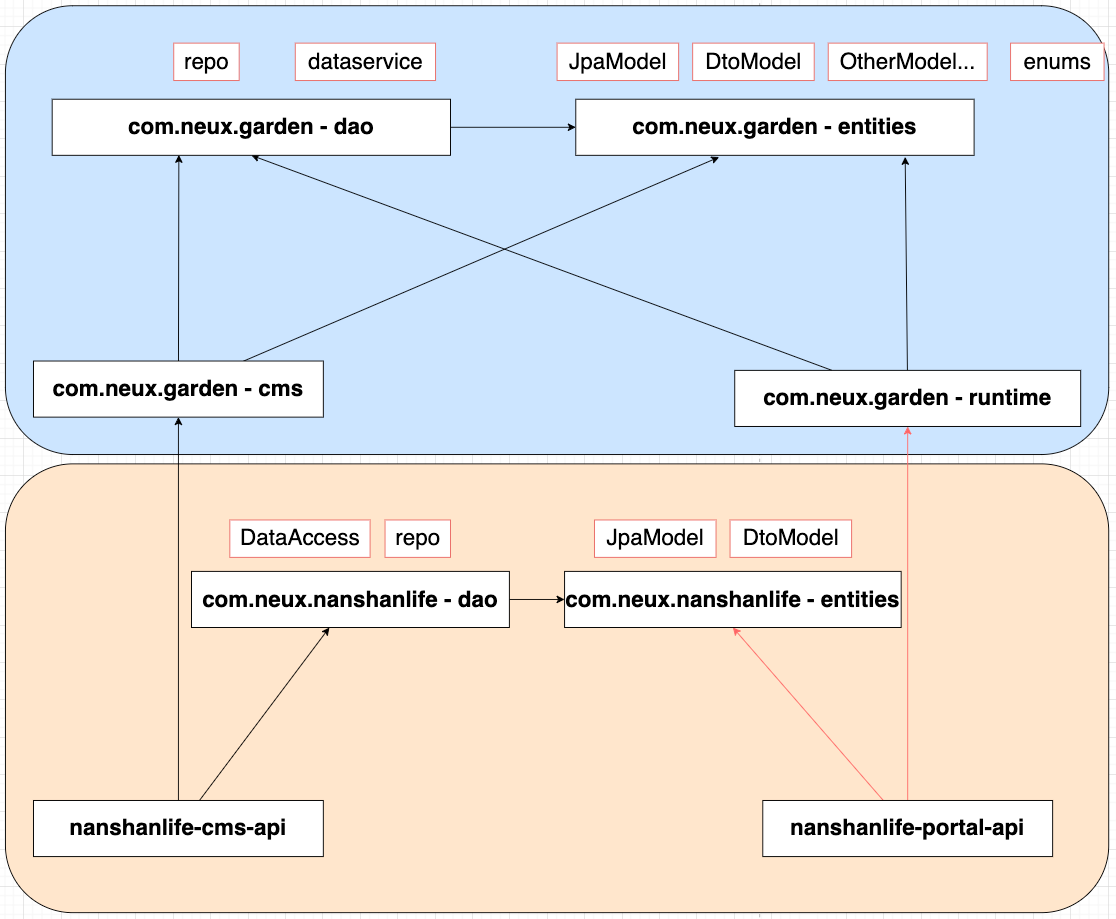 repo
dataservice
JpaModel
DtoModel
OtherModel...
enums
com.neux.garden - dao
com.neux.garden - entities
com.neux.garden - cms
com.neux.garden - runtime
DataAccess
repo
JpaModel
DtoModel
com.neux.nanshanlife - dao
com.neux.nanshanlife - entities
nanshanlife-cms-api
nanshanlife-portal-api